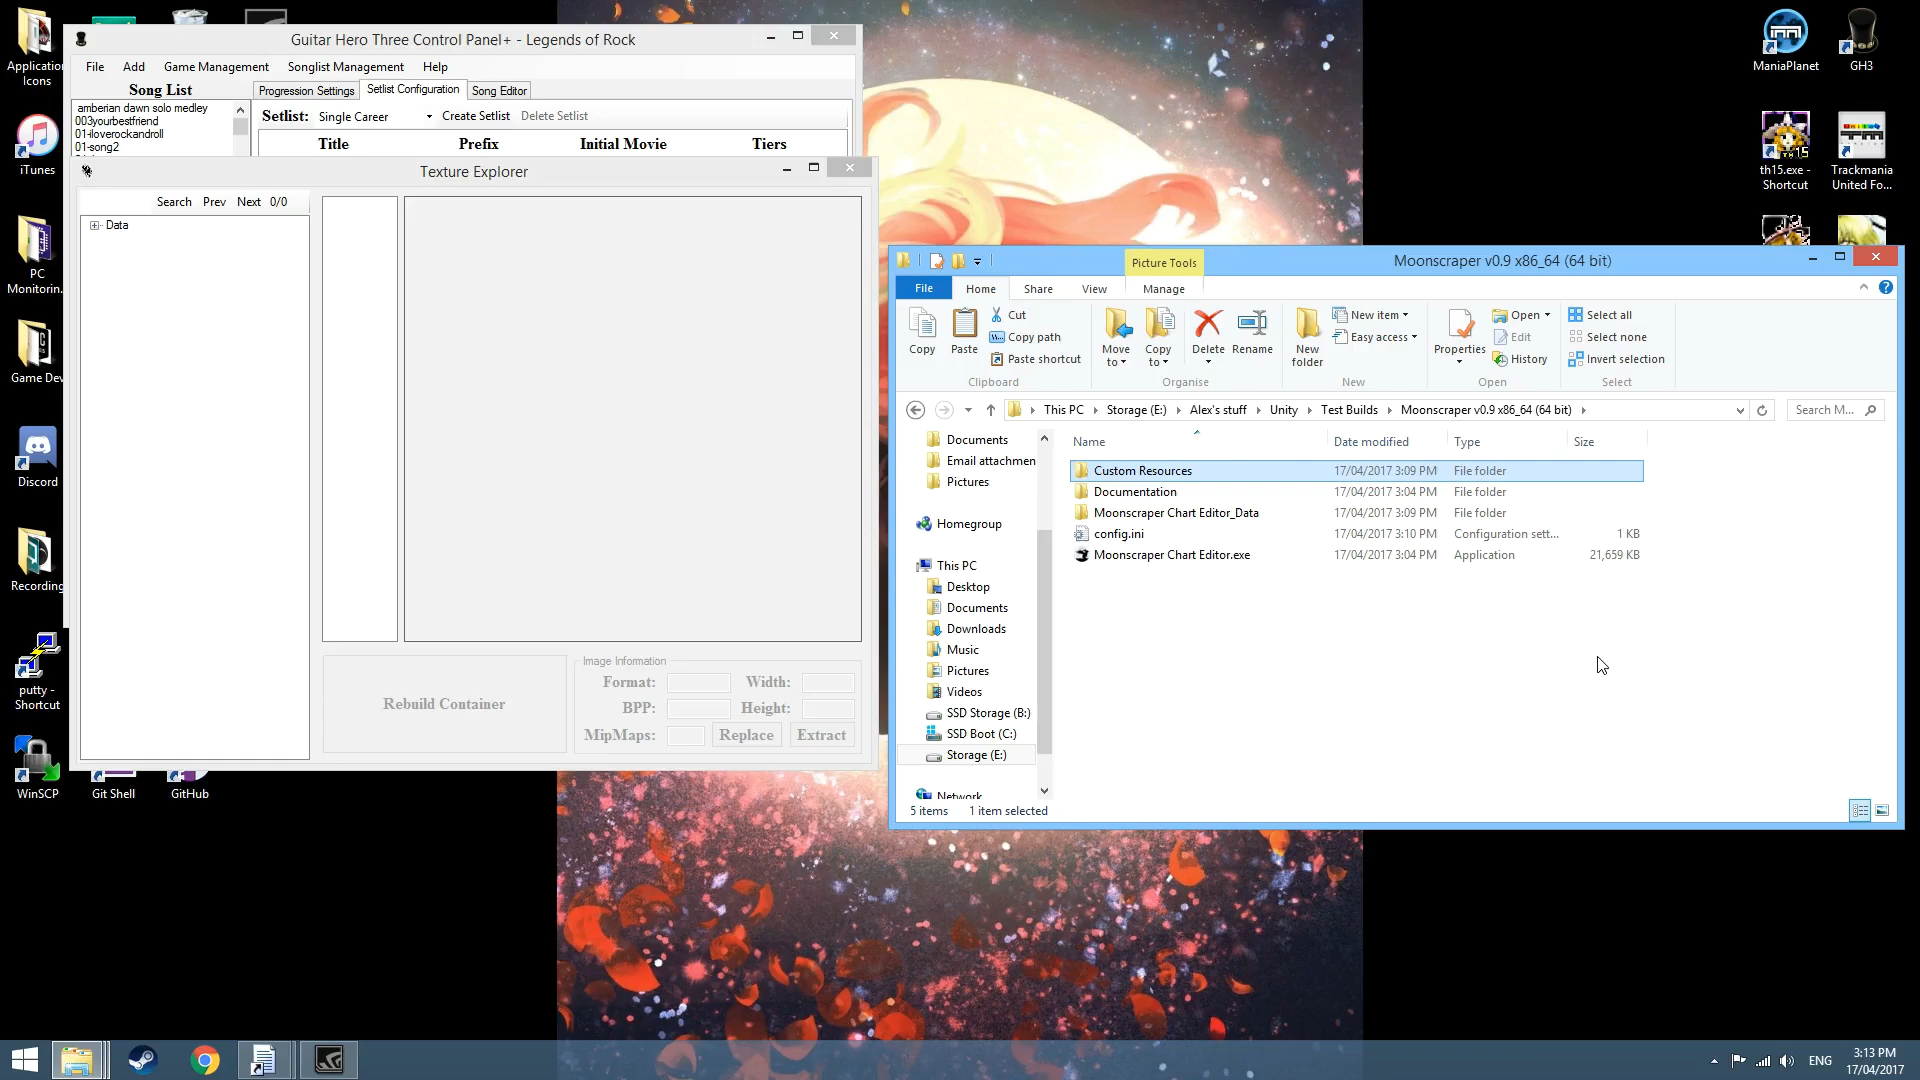 Application
Icons
iTunes
PC
Monitorin...
Game Dev
Discord
Recording
putty -
Shortcut
WinSCP
Git Shell
GitHub
Guitar Hero Three Control Panel+ - Legends of Rock
File Add Game Management Songlist Management Help
Song List
amberian dawn solo medley
003yourbestfriend
01-iloverockandroll
01-song2
Progression Settings Setlist Configuration Song Editor
Setlist: Single Career Create Setlist Delete Setlist
Title Prefix Initial Movie Tiers
Texture Explorer
Search Prev Next 0/0
Data
Rebuild Container
Image Information
Format: Width:
BPP: Height:
MipMaps: Replace Extract
ManiaPlanet
GH3
th15.exe -
Shortcut
Trackmania
United Fo...
Picture Tools
Moonscraper v0.9 x86_64 (64 bit)
File Home Share View Manage
Copy
Paste
Cut
Copy path
Paste shortcut
Clipboard
Move
to
Copy
to
Delete
Rename
Organise
New
folder
New item
Easy access
New
Properties
Open
Edit
History
Open
Select all
Select none
Invert selection
Select
This PC Storage (E:) Alex's stuff Unity Test Builds Moonscraper v0.9 x86_64 (64 bit)
Search M...
Documents
Email attachmen
Pictures
Homegroup
This PC
Desktop
Documents
Downloads
Music
Pictures
Videos
SSD Storage (B:)
SSD Boot (C:)
Storage (E:)
Network
Name Date modified Type Size
Custom Resources 17/04/2017 3:09 PM File folder
Documentation 17/04/2017 3:04 PM File folder
Moonscraper Chart Editor_Data 17/04/2017 3:09 PM File folder
config.ini 17/04/2017 3:10 PM Configuration sett... 1 KB
Moonscraper Chart Editor.exe 17/04/2017 3:04 PM Application 21,659 KB
5 items 1 item selected
ENG
3:13 PM
17/04/2017